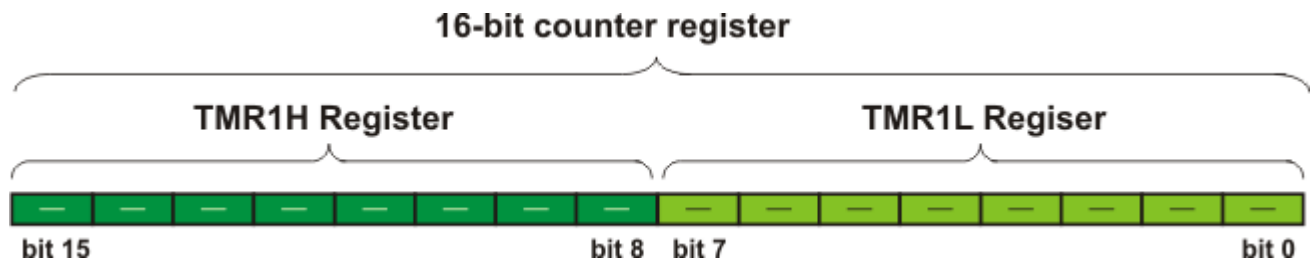 16-bit counter register
TMR1H Register TMR1L Regiser
bit 15 bit 8 bit 7 bit 0